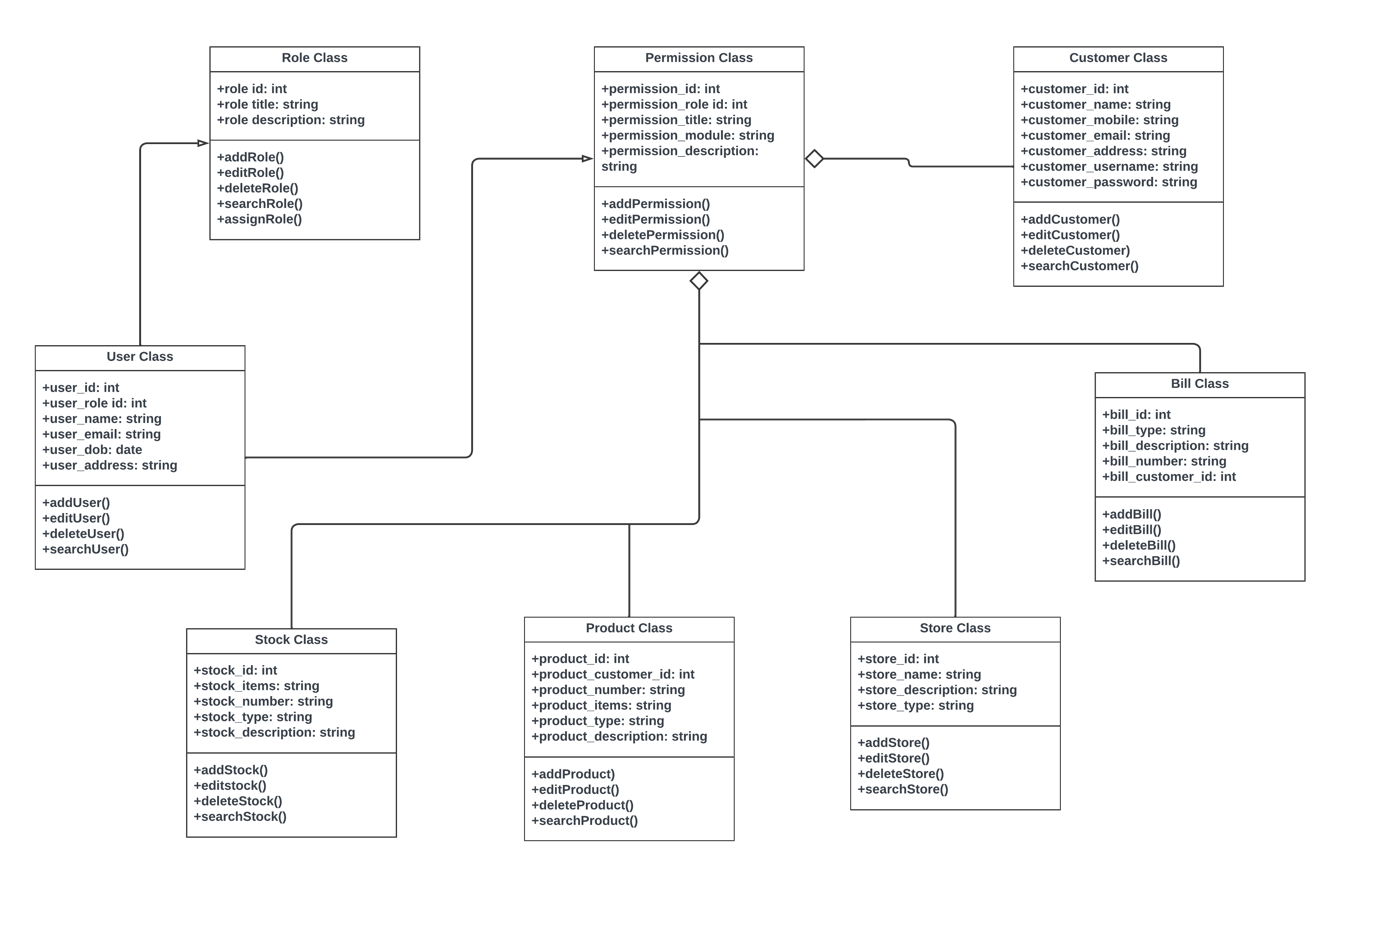 Role Class
+role id: int
+role title: string
+role description: string
+addRole()
+editRole()
+deleteRole()
+searchRole()
+assignRole()
Permission Class
+permission_id: int
+permission_role id: int
+permission_title: string
+permission_module: string
+permission_description:
string
+addPermission()
+editPermission()
+deletePermission()
+searchPermission()
Customer Class
+customer_id: int
+customer_name: string
+customer_mobile: string
+customer_email: string
+customer_address: string
+customer_username: string
+customer_password: string
+addCustomer()
+editCustomer()
+deleteCustomer)
+searchCustomer()
User Class
+user_id: int
+user_role id: int
+user_name: string
+user_email: string
+user_dob: date
+user_address: string
+addUser()
+editUser()
+deleteUser()
+searchUser()
Bill Class
+bill_id: int
+bill_type: string
+bill_description: string
+bill_number: string
+bill_customer_id: int
+addBill()
+editBill()
+deleteBill()
+searchBill()
Stock Class
+stock_id: int
+stock_items: string
+stock_number: string
+stock_type: string
+stock_description: string
+addStock()
+editstock()
+deleteStock()
+searchStock()
Product Class
+product_id: int
+product_customer_id: int
+product_number: string
+product_items: string
+product_type: string
+product_description: string
+addProduct)
+editProduct()
+deleteProduct()
+searchProduct()
Store Class
+store_id: int
+store_name: string
+store_description: string
+store_type: string
+addStore()
+editStore()
+deleteStore()
+searchStore()